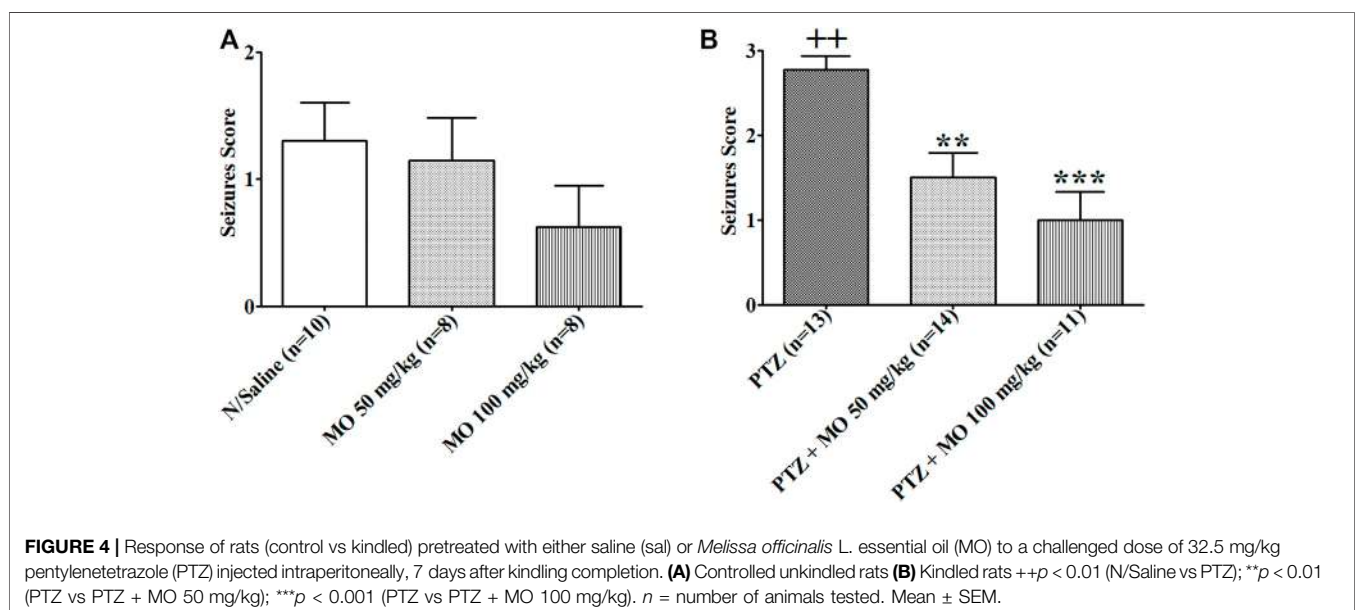 A
2
1
0
Seizures Score
N/Saline (n=10)
MO 50 mg/kg (n=8)
MO 100 mg/kg (n=8)
B
3
2
1
0
Seizures Score
++
**
***
PTZ (n=13)
PTZ + MO 50 mg/kg (n=14)
PTZ + MO 100 mg/kg (n=11)
FIGURE 4 | Response of rats (control vs kindled) pretreated with either saline (sal) or Melissa officinalis L. essential oil (MO) to a challenged dose of 32.5 mg/kg
pentylenetetrazole (PTZ) injected intraperitoneally, 7 days after kindling completion. (A) Controlled unkindled rats (B) Kindled rats ++p < 0.01 (N/Saline vs PTZ); **p < 0.01
(PTZ vs PTZ + MO 50 mg/kg); ***p < 0.001 (PTZ vs PTZ + MO 100 mg/kg). n = number of animals tested. Mean ± SEM.